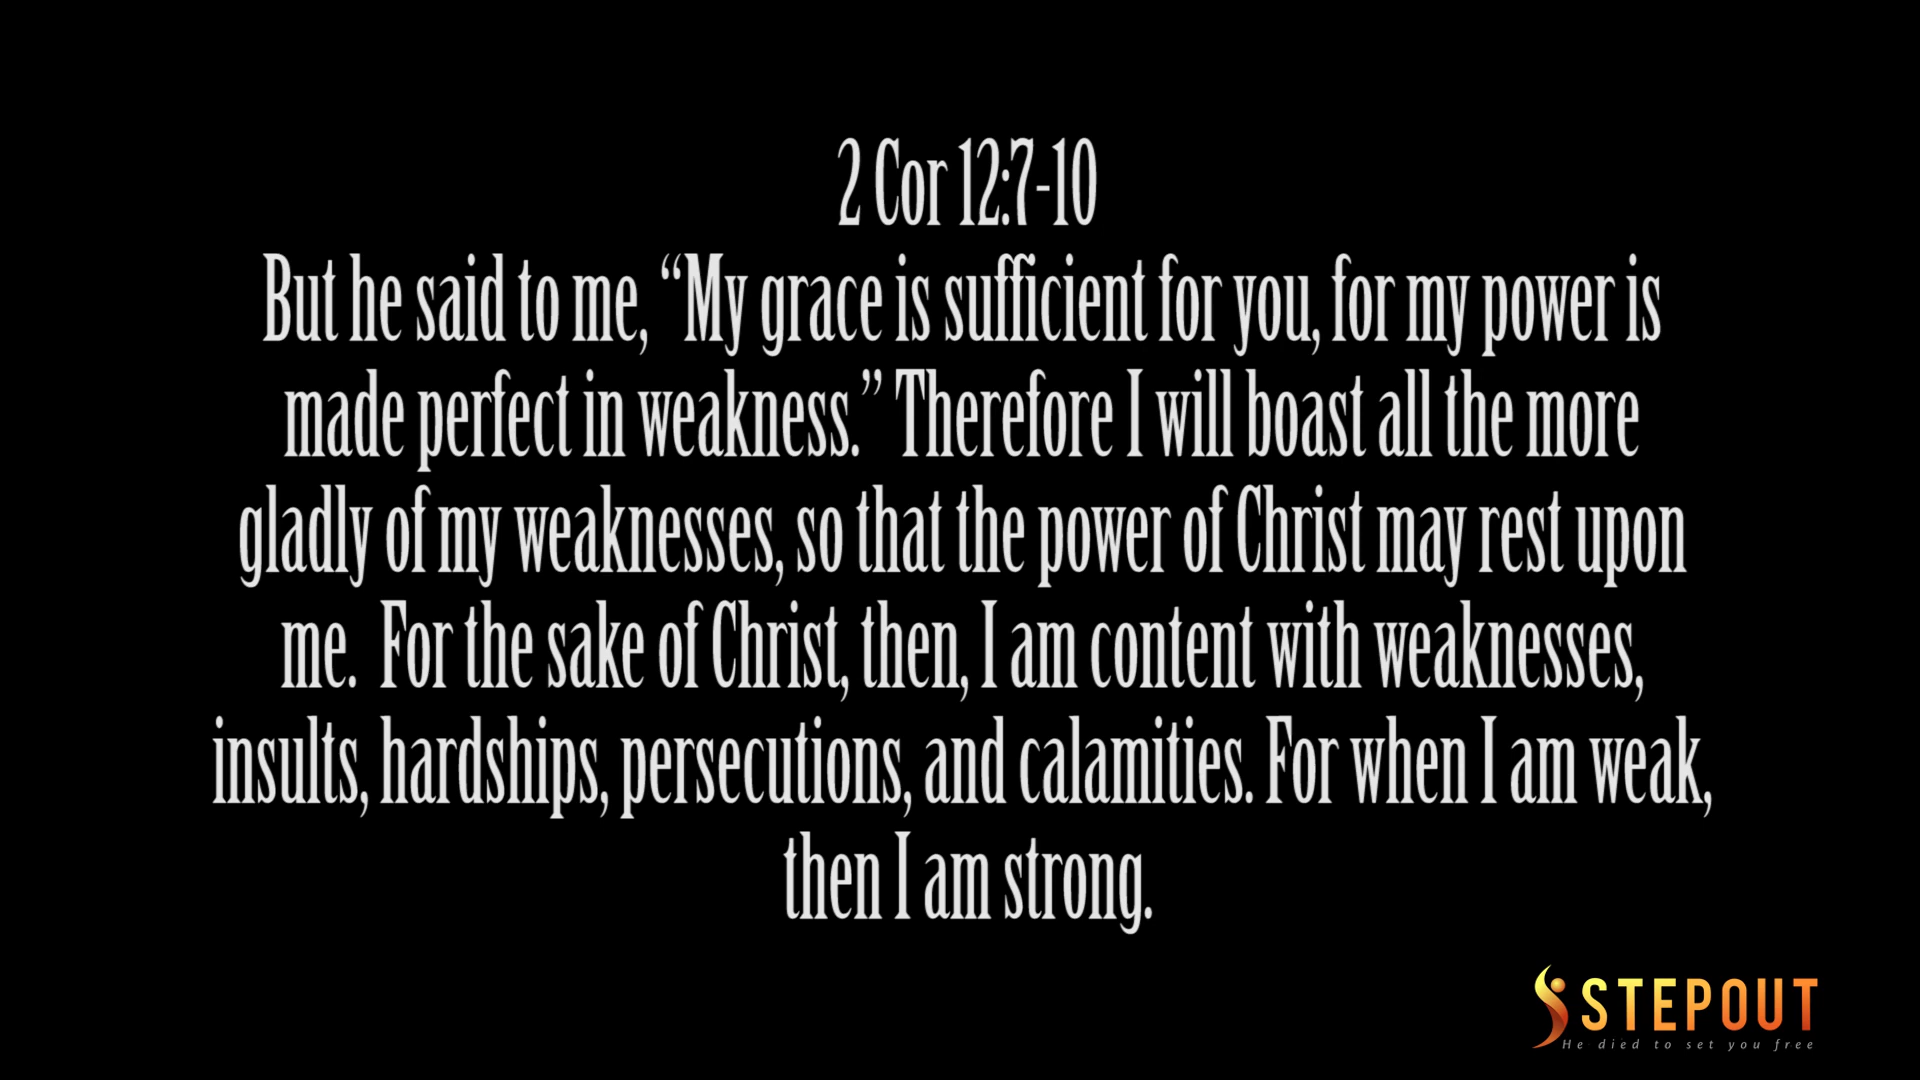 2 Cor 12:7-10
But he said to me, “My grace is sufficient for you, for my power is
made perfect in weakness.” Therefore I will boast all the more
gladly of my weaknesses, so that the power of Christ may rest upon
me.  For the sake of Christ, then, I am content with weaknesses,
insults, hardships, persecutions, and calamities. For when I am weak,
then I am strong.
STEPOUT
He died to set you free